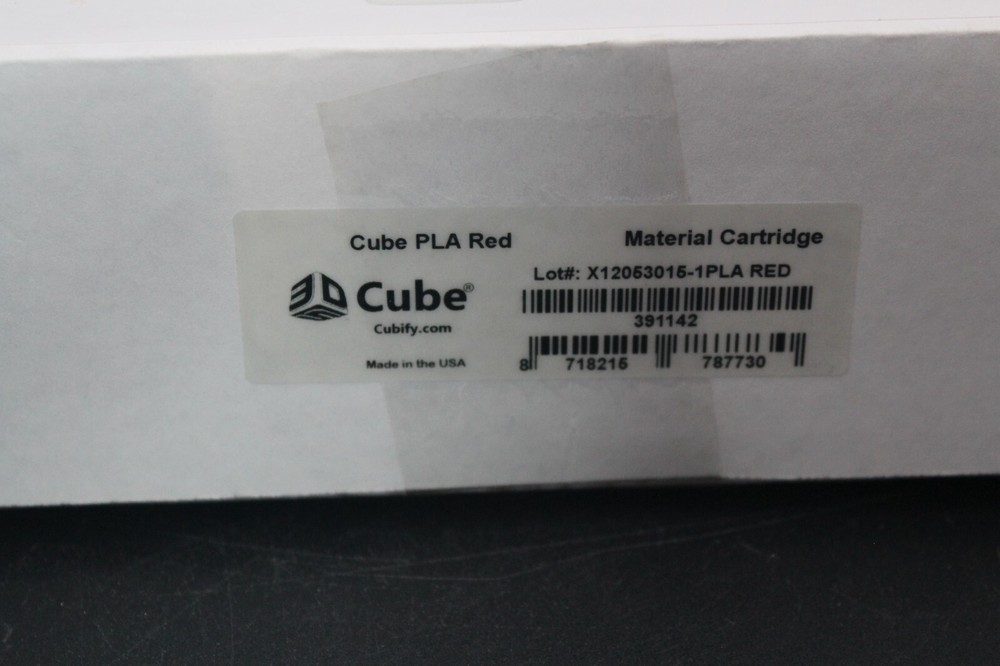 Cube PLA Red
Material Cartridge
Lot#: X12053015-1PLA RED
Cube®
Cubify.com
391142
Made in the USA
8 718215 787730